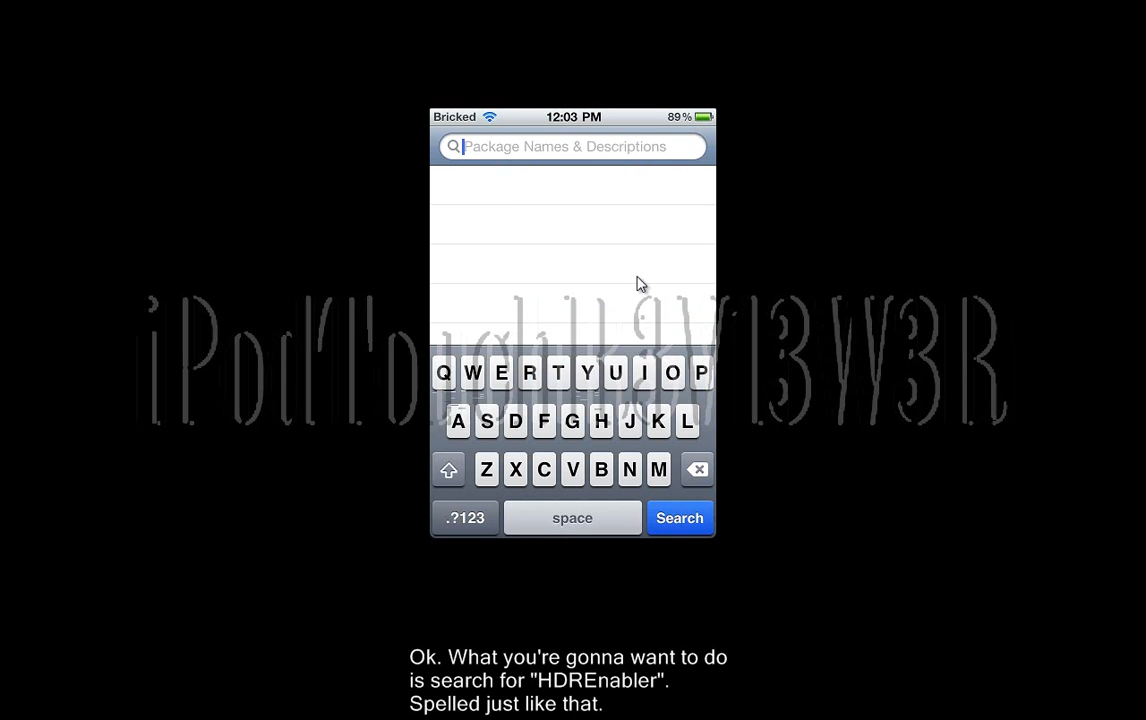 Bricked 12:03 PM 89%
Package Names & Descriptions
Q W E R T Y U I O P
A S D F G H J K L
Z X C V B N M
.?123 space Search
Ok. What you're gonna want to do
is search for "HDREnabler".
Spelled just like that.